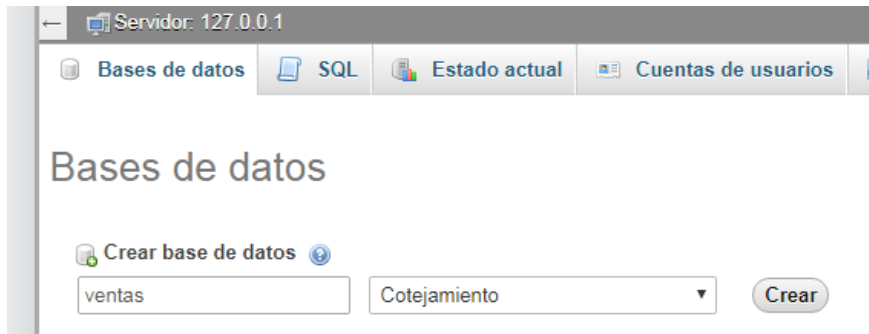 ← Servidor: 127.0.0.1
Bases de datos SQL Estado actual Cuentas de usuarios
Bases de datos
Crear base de datos
ventas Cotejamiento Crear